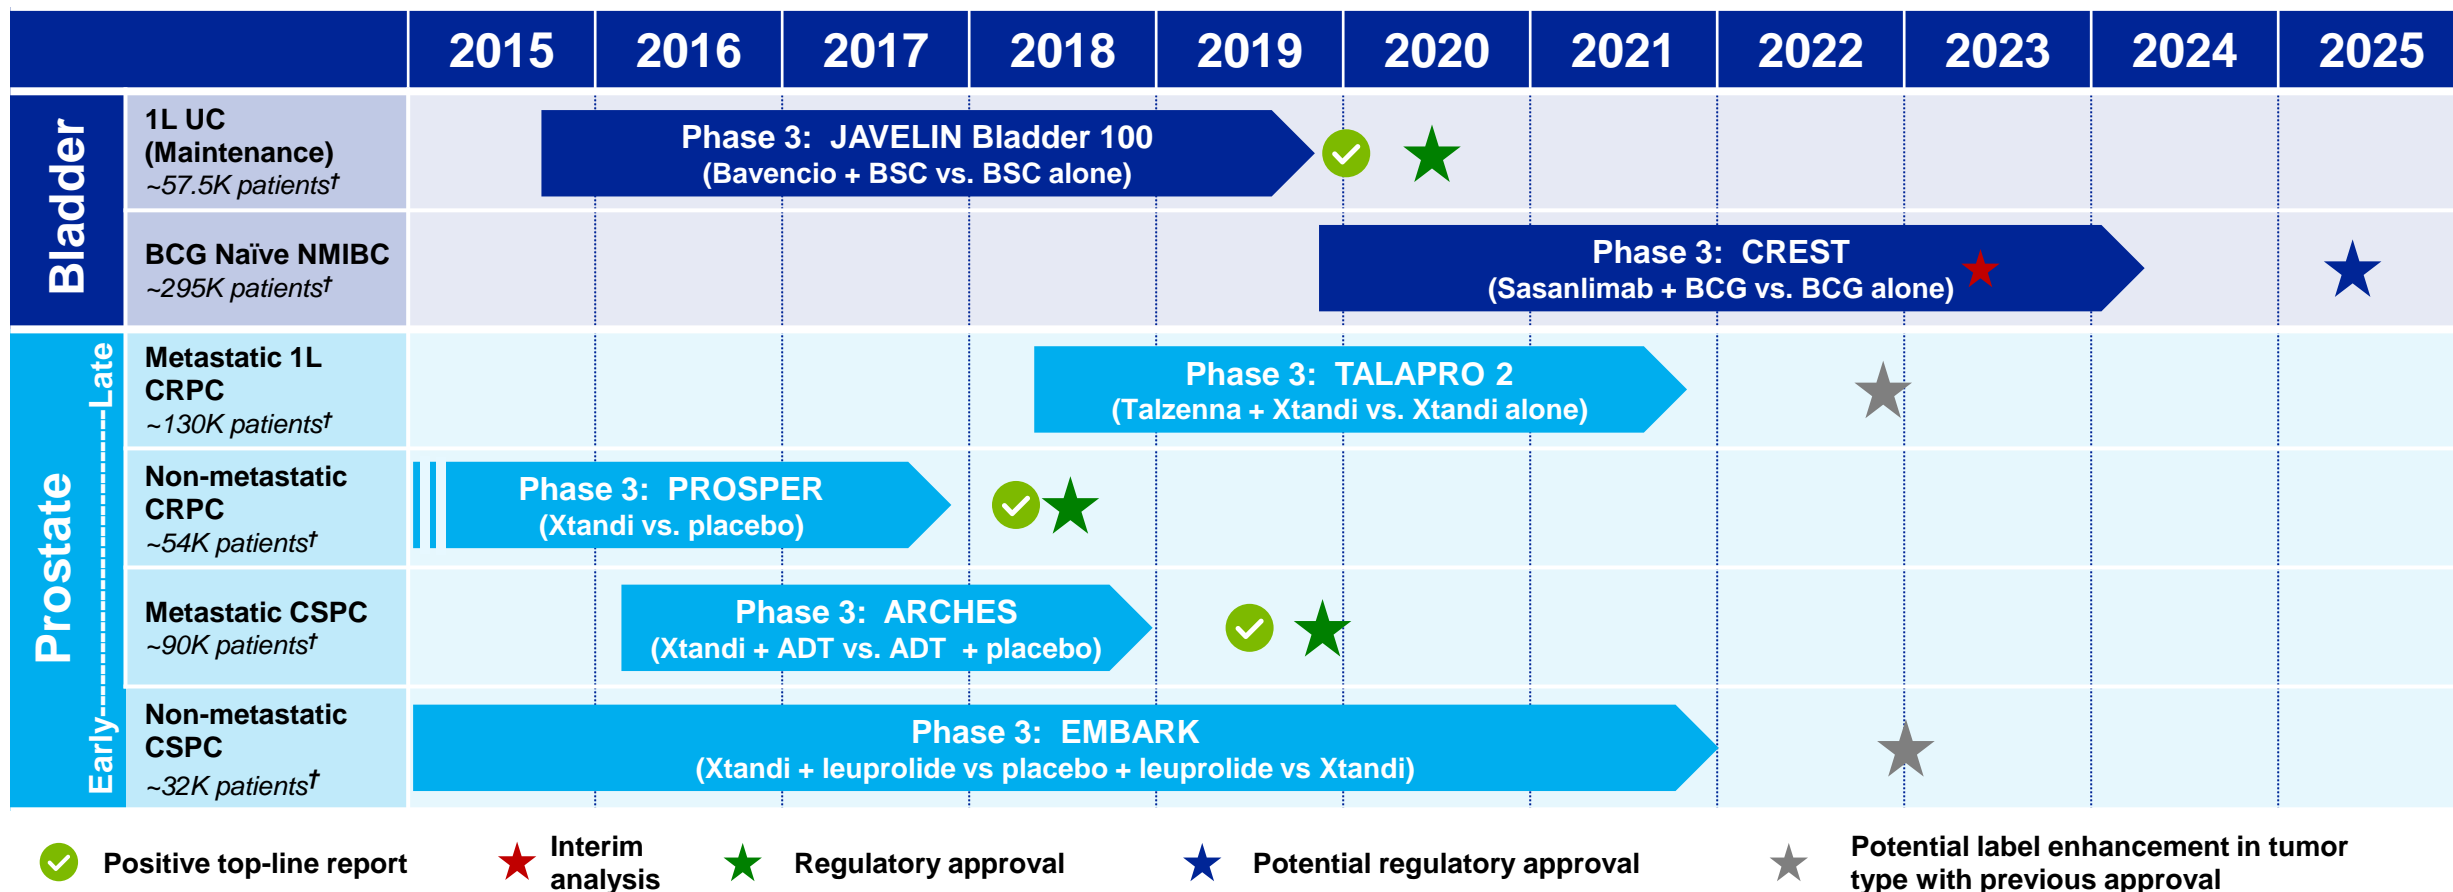 2015 2016 2017 2018 2019 2020 2021 2022 2023 2024 2025
Bladder
1L UC
(Maintenance)
~57.5K patients†
Phase 3: JAVELIN Bladder 100
(Bavencio + BSC vs. BSC alone)
BCG Naïve NMIBC
~295K patients†
Phase 3: CREST
(Sasanlimab + BCG vs. BCG alone)
Prostate
Early---------------------Late
Metastatic 1L
CRPC
~130K patients†
Phase 3: TALAPRO 2
(Talzenna + Xtandi vs. Xtandi alone)
Non-metastatic
CRPC
~54K patients†
Phase 3: PROSPER
(Xtandi vs. placebo)
Metastatic CSPC
~90K patients†
Phase 3: ARCHES
(Xtandi + ADT vs. ADT + placebo)
Non-metastatic
CSPC
~32K patients†
Phase 3: EMBARK
(Xtandi + leuprolide vs placebo + leuprolide vs Xtandi)
Positive top-line report
Interim
analysis
Regulatory approval
Potential regulatory approval
Potential label enhancement in tumor
type with previous approval